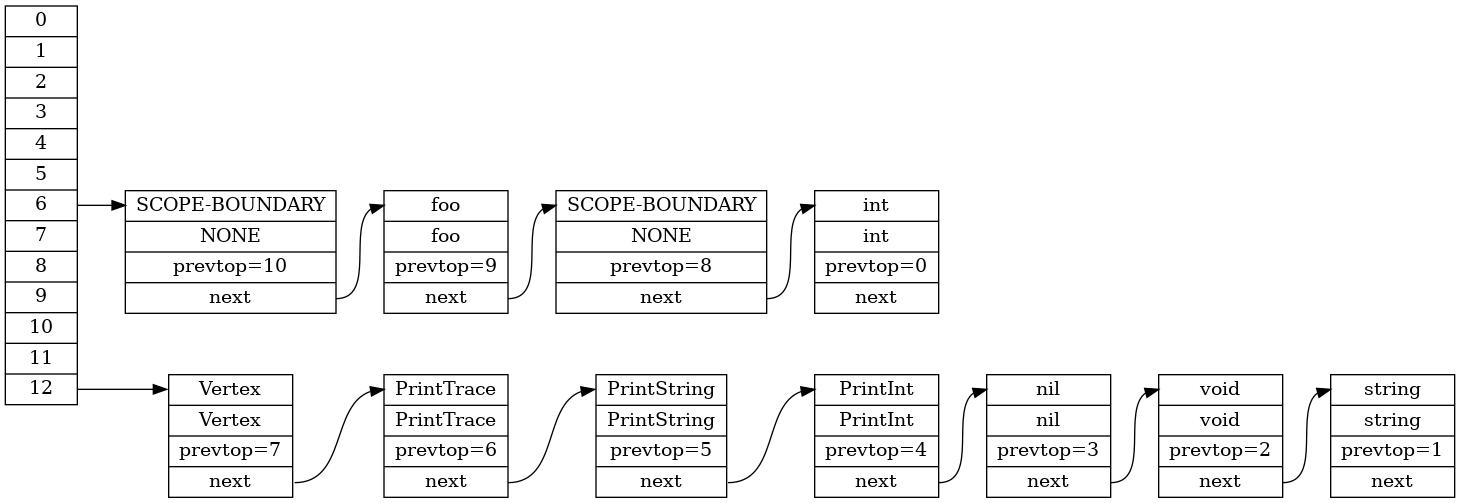 0
1
2
3
4
5
6
7
8
9
10
11
12
SCOPE-BOUNDARY
NONE
prevtop=10
next
foo
foo
prevtop=9
next
SCOPE-BOUNDARY
NONE
prevtop=8
next
int
int
prevtop=0
next
Vertex
Vertex
prevtop=7
next
PrintTrace
PrintTrace
prevtop=6
next
PrintString
PrintString
prevtop=5
next
PrintInt
PrintInt
prevtop=4
next
nil
nil
prevtop=3
next
void
void
prevtop=2
next
string
string
prevtop=1
next